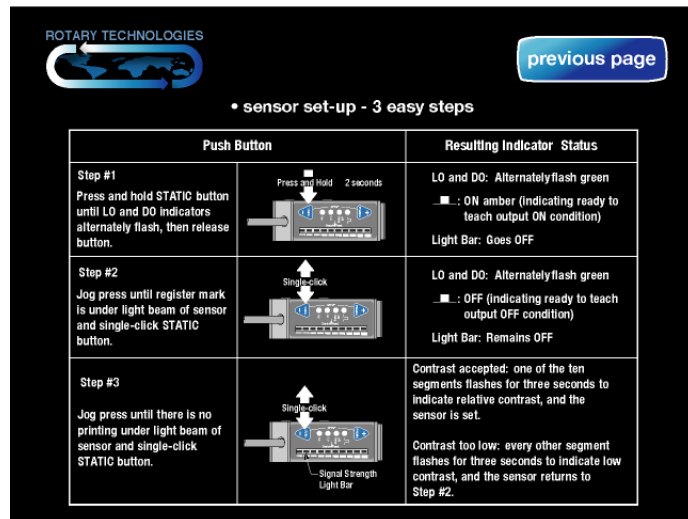 ROTARY TECHNOLOGIES
previous page
• sensor set-up - 3 easy steps
Push Button
Resulting Indicator Status
Step #1
Press and hold STATIC button
until LO and DO indicators
alternately flash, then release
button.
Press and Hold 2 seconds
LO and DO: Alternately flash green
: ON amber (indicating ready to
teach output ON condition)
Light Bar: Goes OFF
Step #2
Jog press until register mark
is under light beam of sensor
and single-click STATIC
button.
Single-click
LO and DO: Alternately flash green
: OFF (indicating ready to teach
output OFF condition)
Light Bar: Remains OFF
Step #3
Jog press until there is no
printing under light beam of
sensor and single-click
STATIC button.
Single-click
Signal Strength
Light Bar
Contrast accepted: one of the ten
segments flashes for three seconds to
indicate relative contrast, and the
sensor is set.
Contrast too low: every other segment
flashes for three seconds to indicate low
contrast, and the sensor returns to
Step #2.